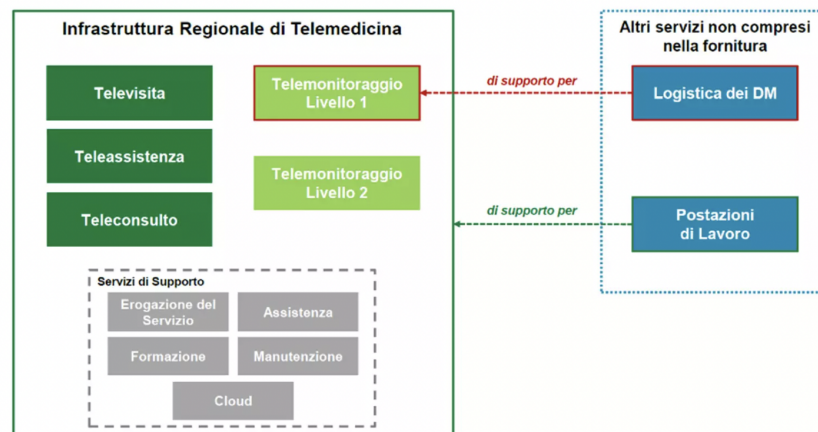 Infrastruttura Regionale di Telemedicina
Altri servizi non compresi
nella fornitura
Televisita
Telemonitoraggio
Livello 1
di supporto per
Logistica dei DM
Teleassistenza
Telemonitoraggio
Livello 2
Teleconsulto
di supporto per
Postazioni
di Lavoro
Servizi di Supporto
Erogazione del
Servizio
Assistenza
Formazione
Manutenzione
Cloud